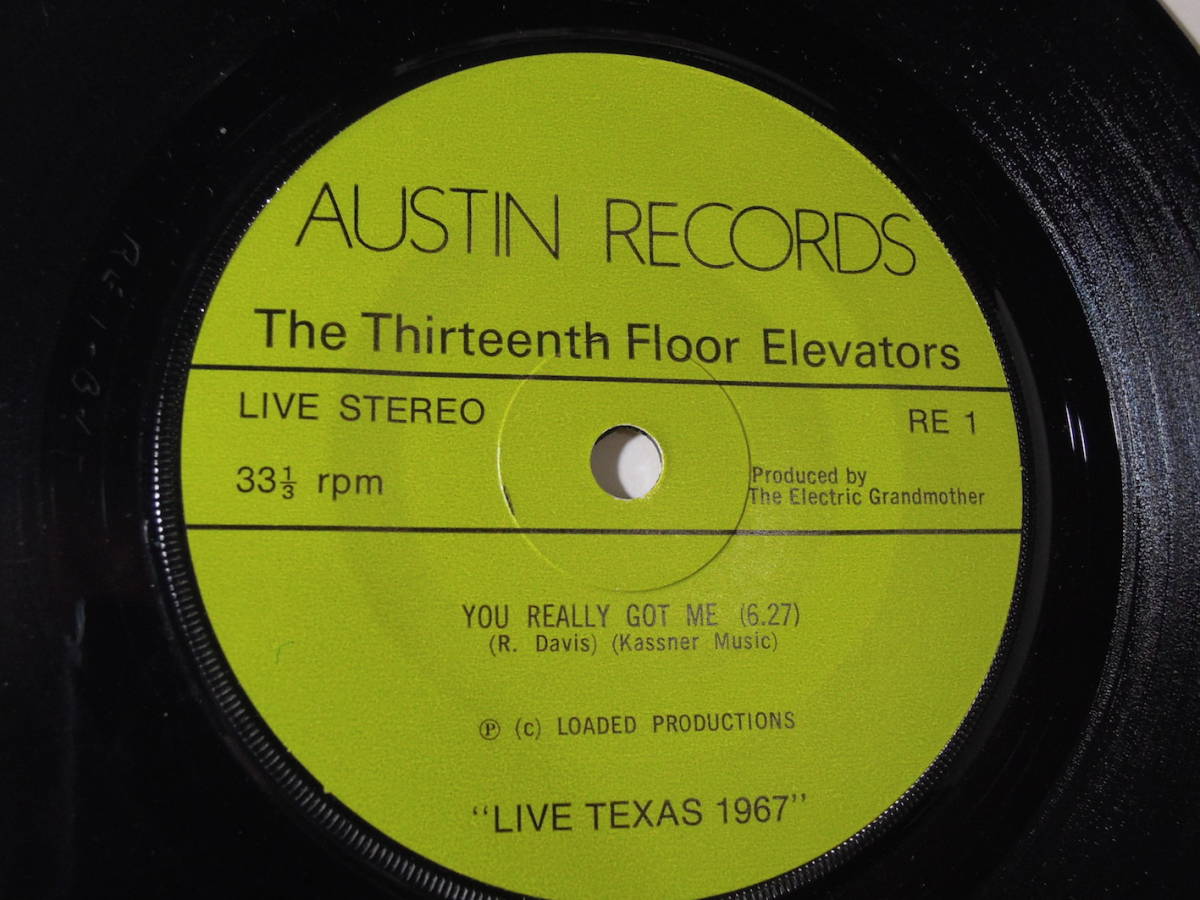 AUSTIN RECORDS
The Thirteenth Floor Elevators
LIVE STEREO
RE 1
33⅓ rpm
Produced by
The Electric Grandmother
YOU REALLY GOT ME (6.27)
(R. Davis) (Kassner Music)
℗ (c) LOADED PRODUCTIONS
"LIVE TEXAS 1967"